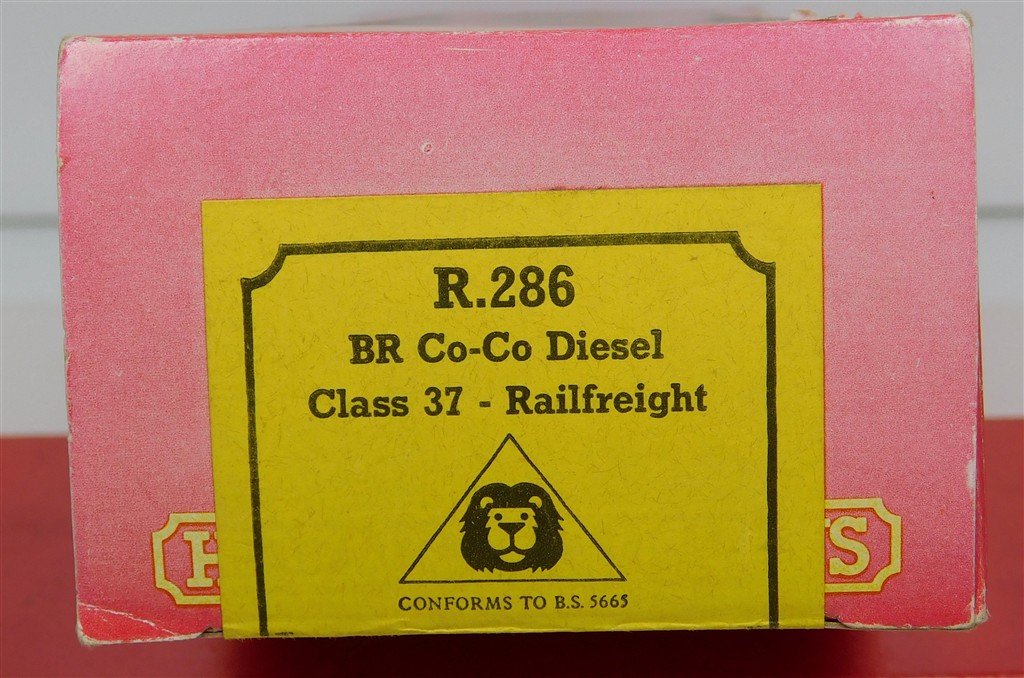 R.286
BR Co-Co Diesel
Class 37 - Railfreight
CONFORMS TO B.S. 5665